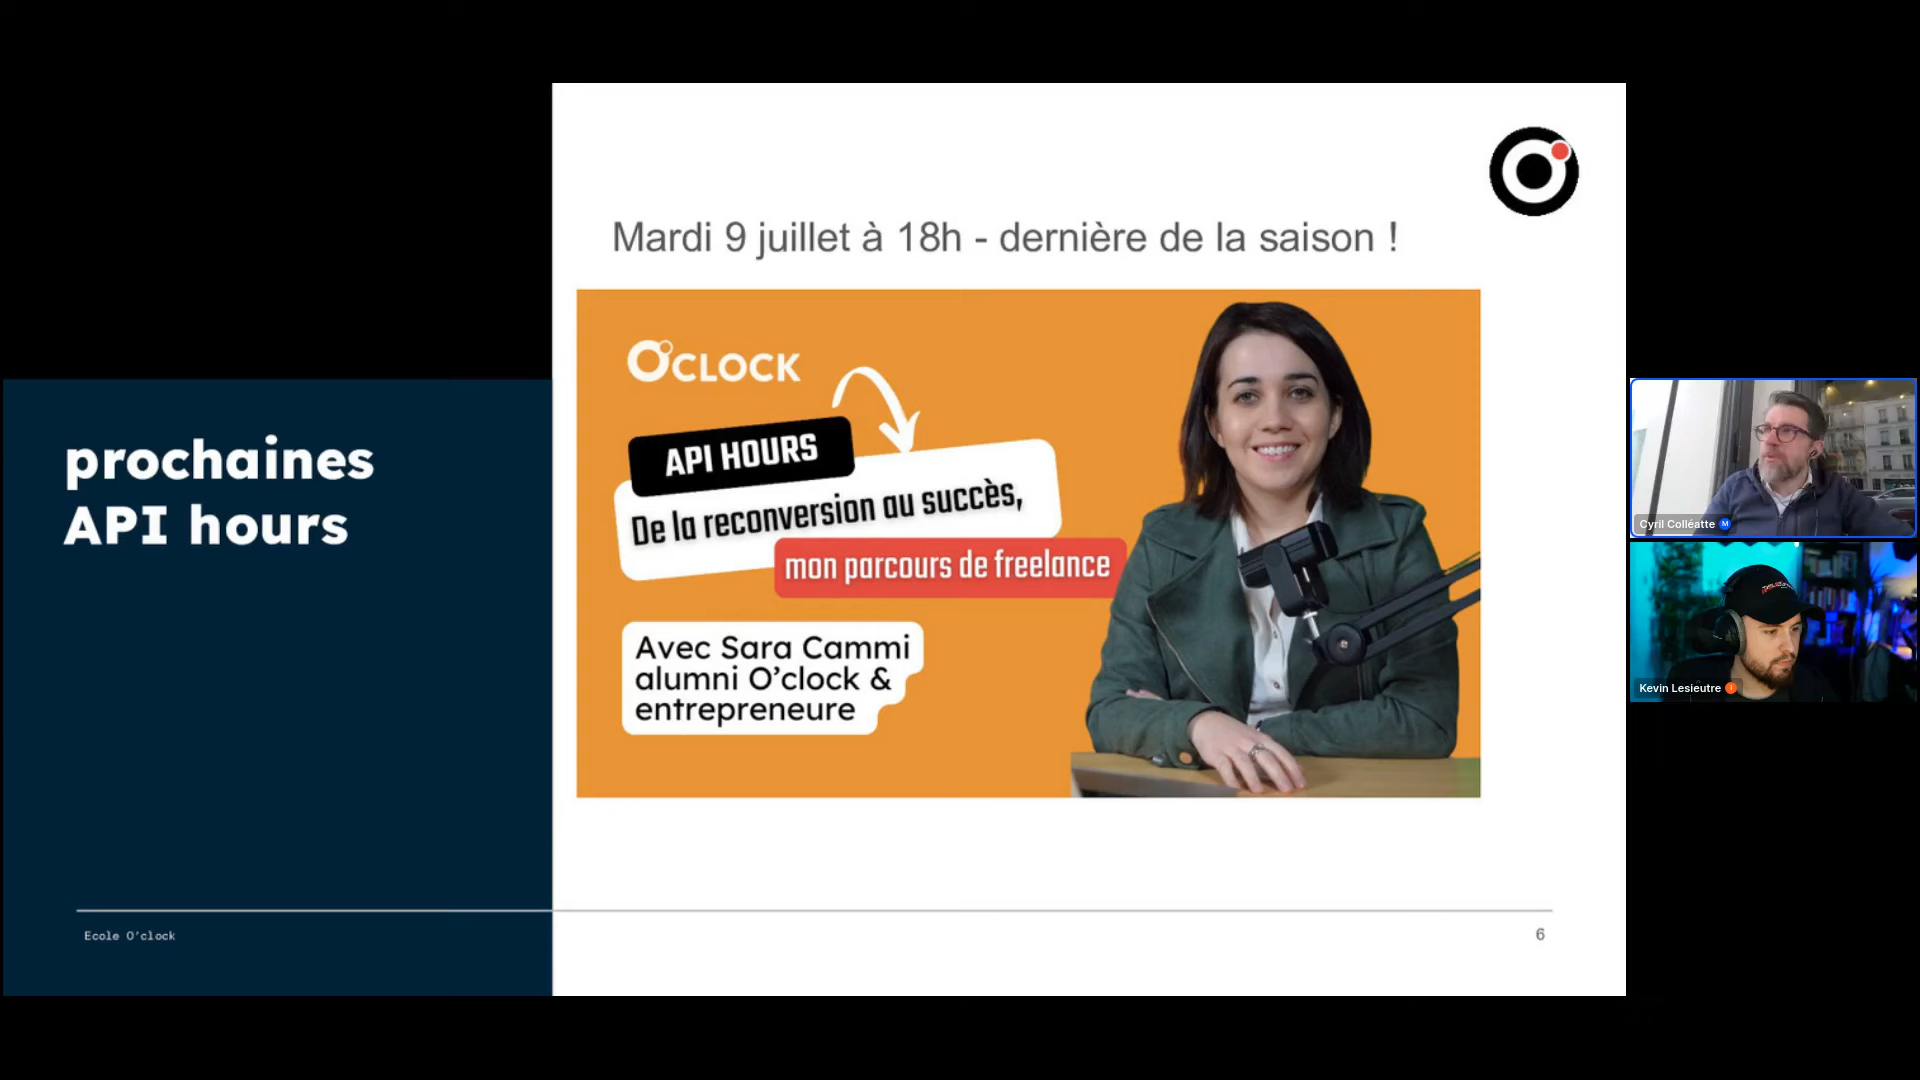 prochaines
API hours
Mardi 9 juillet à 18h - dernière de la saison !
O'CLOCK
API HOURS
De la reconversion au succès,
mon parcours de freelance
Avec Sara Cammi
alumni O'clock &
entrepreneure
Ecole O'clock
6
Cyril Colléatte M
Kevin Lesieutre